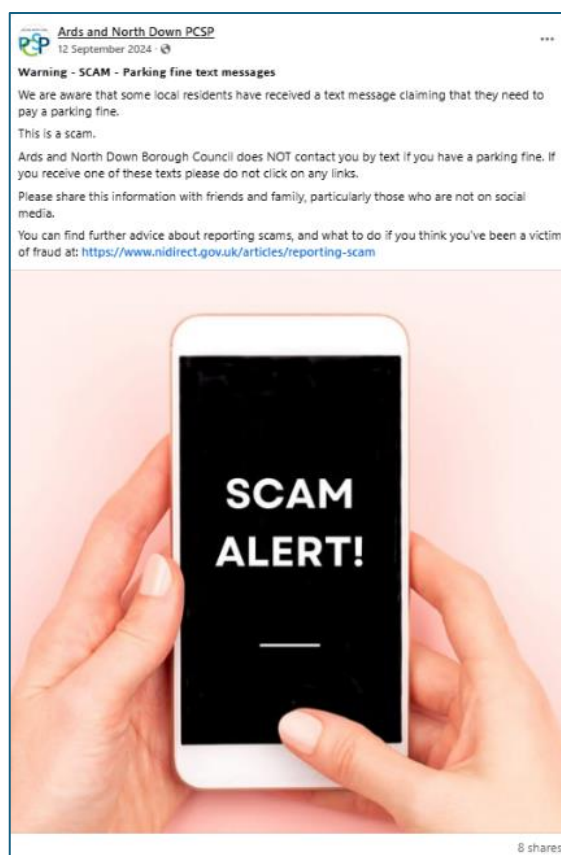 Ards and North Down PCSP
12 September 2024 ·
...
Warning - SCAM - Parking fine text messages
We are aware that some local residents have received a text message claiming that they need to
pay a parking fine.
This is a scam.
Ards and North Down Borough Council does NOT contact you by text if you have a parking fine. If
you receive one of these texts please do not click on any links.
Please share this information with friends and family, particularly those who are not on social
media.
You can find further advice about reporting scams, and what to do if you think you've been a victim
of fraud at: https://www.nidirect.gov.uk/articles/reporting-scam
SCAM
ALERT!
8 shares